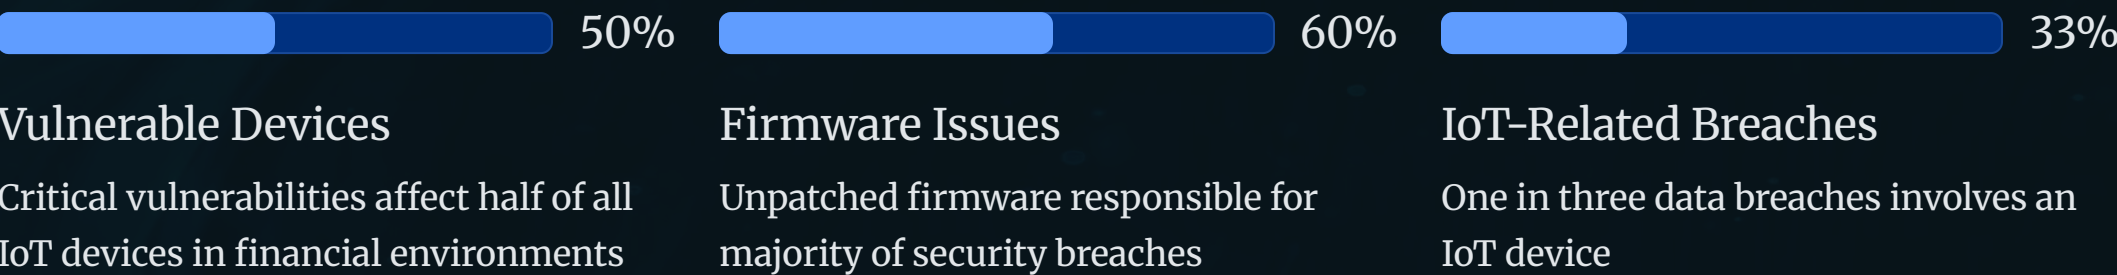 50% 60% 33%
Vulnerable Devices
Critical vulnerabilities affect half of all
IoT devices in financial environments
Firmware Issues
Unpatched firmware responsible for
majority of security breaches
IoT-Related Breaches
One in three data breaches involves an
IoT device